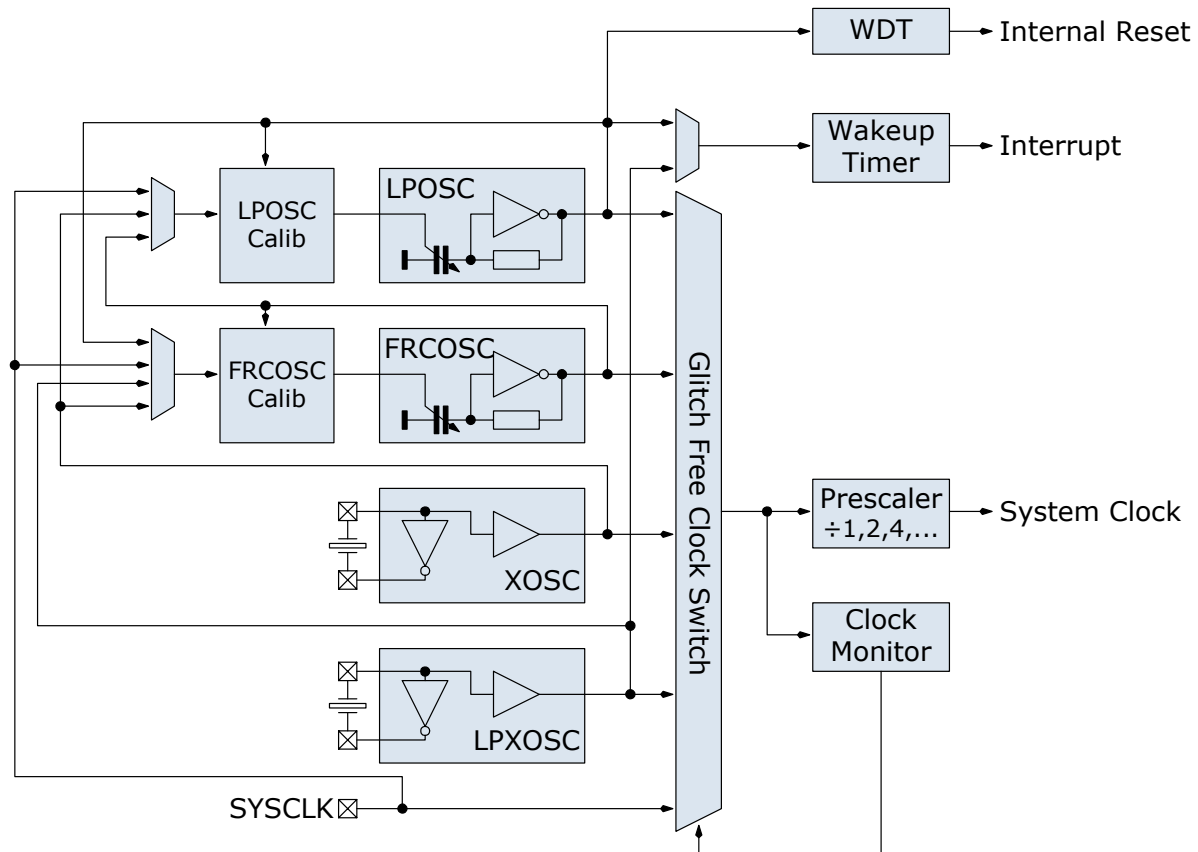 WDT
Internal Reset
Wakeup
Timer
Interrupt
LPOSC
Calib
LPOSC
FRCOSC
Calib
FRCOSC
Glitch Free Clock Switch
XOSC
Prescaler
÷1,2,4,...
System Clock
Clock
Monitor
LPXOSC
SYSCLK